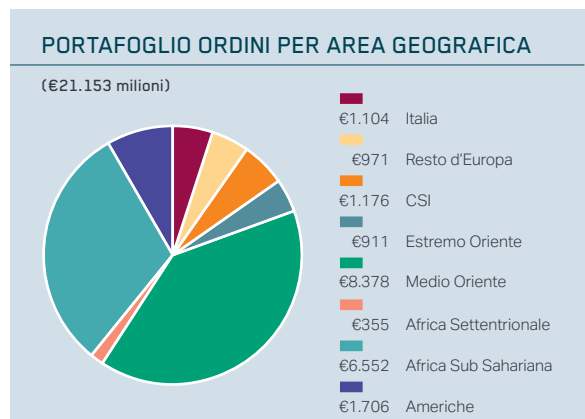 PORTAFOGLIO ORDINI PER AREA GEOGRAFICA
(€21.153 milioni)
€1.104 Italia
€971 Resto d'Europa
€1.176 CSI
€911 Estremo Oriente
€8.378 Medio Oriente
€355 Africa Settentrionale
€6.552 Africa Sub Sahariana
€1.706 Americhe